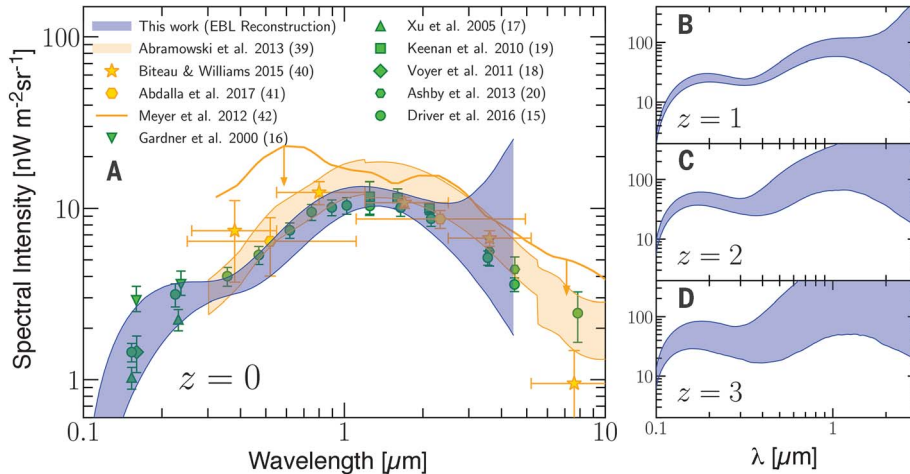 This work (EBL Reconstruction)
Abramowski et al. 2013 (39)
Biteau & Williams 2015 (40)
Abdalla et al. 2017 (41)
Meyer et al. 2012 (42)
Gardner et al. 2000 (16)
Xu et al. 2005 (17)
Keenan et al. 2010 (19)
Voyer et al. 2011 (18)
Ashby et al. 2013 (20)
Driver et al. 2016 (15)
A
z = 0
Spectral Intensity [nW m⁻²sr⁻¹]
100
10
1
0.1
1
10
Wavelength [μm]
B
z = 1
100
10
C
z = 2
100
10
D
z = 3
100
10
0.1
1
λ [μm]